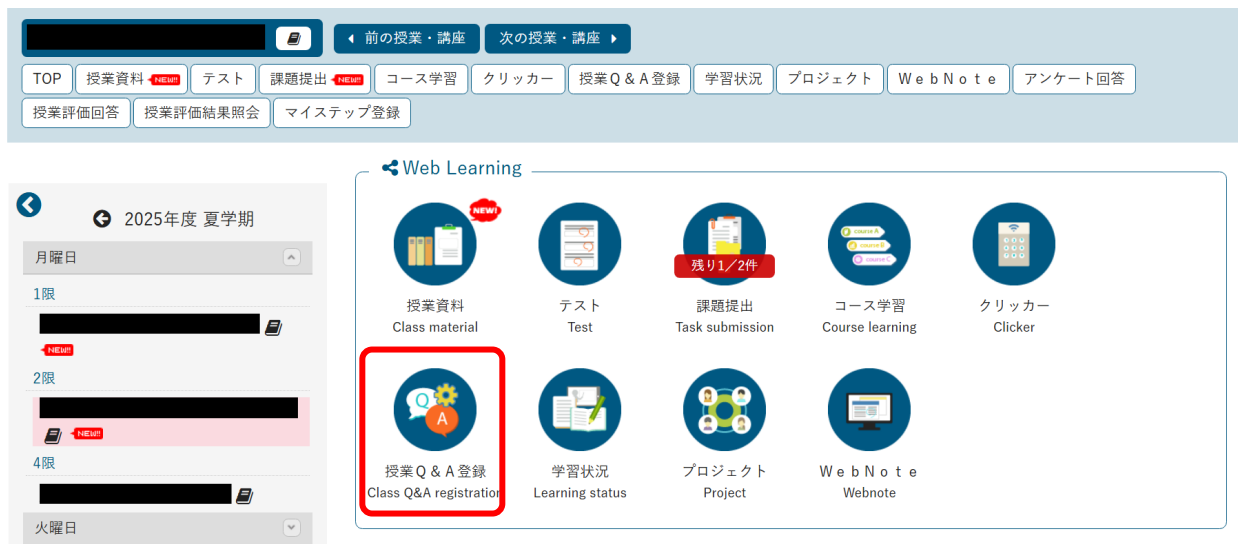 前の授業・講座 次の授業・講座
TOP 授業資料 NEW!! テスト 課題提出 NEW!! コース学習 クリッカー 授業Q&A登録 学習状況 プロジェクト WebNote アンケート回答
授業評価回答 授業評価結果照会 マイステップ登録
2025年度 夏学期
月曜日
1限
NEW!!
2限
NEW!!
4限
火曜日
Web Learning
NEW!
course A
course B
course C
残り1/2件
授業資料 テスト 課題提出 コース学習 クリッカー
Class material Test Task submission Course learning Clicker
Q
A
授業Q&A登録 学習状況 プロジェクト WebNote
Class Q&A registration Learning status Project Webnote